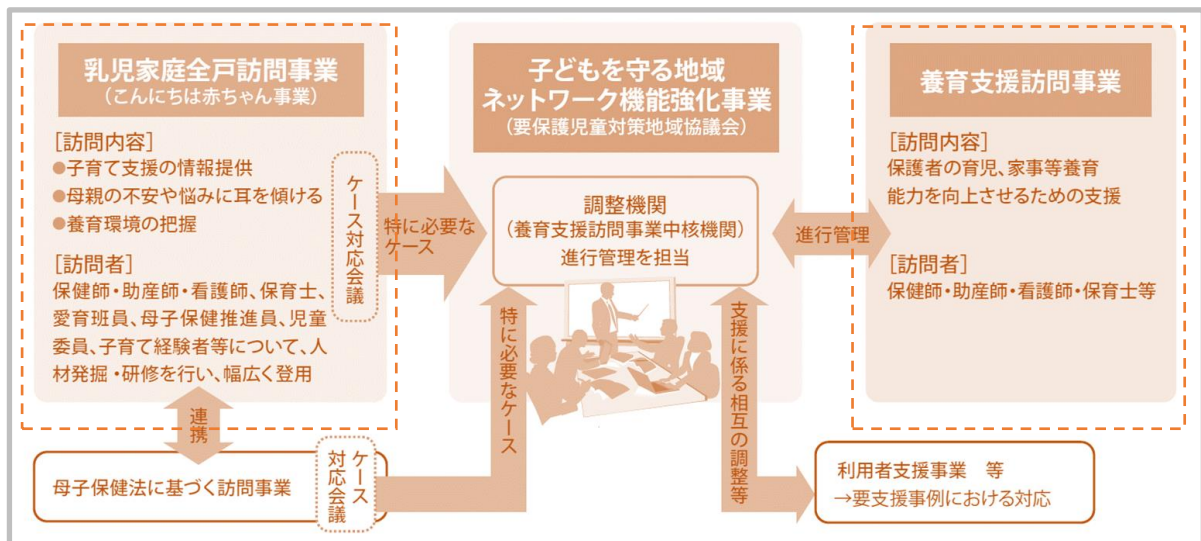 乳児家庭全戸訪問事業
（こんにちは赤ちゃん事業）
［訪問内容］
●子育て支援の情報提供
●母親の不安や悩みに耳を傾ける
●養育環境の把握
［訪問者］
保健師・助産師・看護師、保育士、
愛育班員、母子保健推進員、児童
委員、子育て経験者等について、人
材発掘・研修を行い、幅広く登用
ケース対応会議
特に必要な
ケース
子どもを守る地域
ネットワーク機能強化事業
（要保護児童対策地域協議会）
調整機関
（養育支援訪問事業中核機関）
進行管理を担当
進行管理
養育支援訪問事業
［訪問内容］
保護者の育児、家事等養育
能力を向上させるための支援
［訪問者］
保健師・助産師・看護師・保育士等
連携
母子保健法に基づく訪問事業
ケース
対応会議
特に必要なケース
支援に係る相互の調整等
利用者支援事業　等
→要支援事例における対応